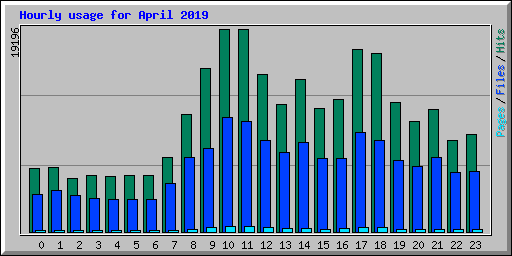 Hourly usage for April 2019
19196
Pages/Files/Hits
0 1 2 3 4 5 6 7 8 9 10 11 12 13 14 15 16 17 18 19 20 21 22 23